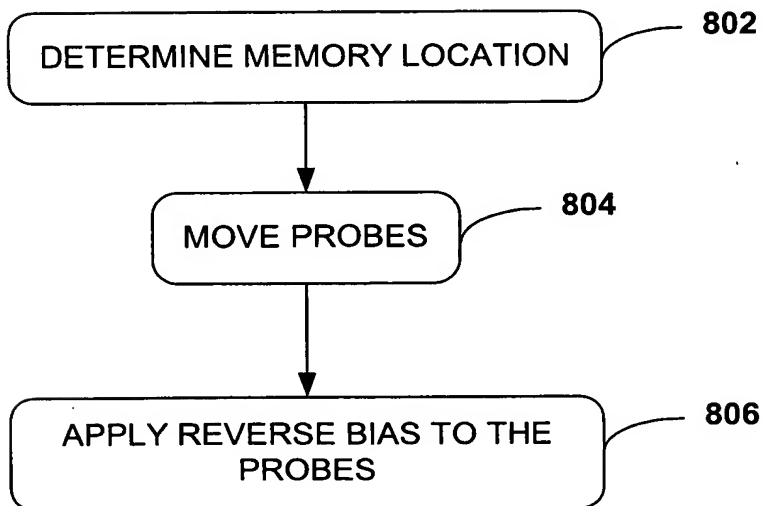 802
DETERMINE MEMORY LOCATION
804
MOVE PROBES
806
APPLY REVERSE BIAS TO THE
PROBES